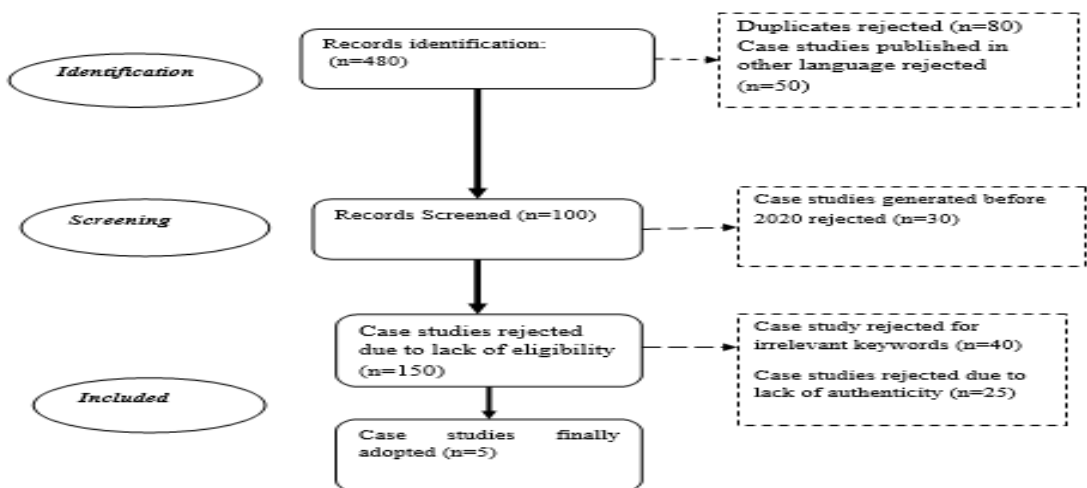 Identification
Records identification:
(n=480)
Duplicates rejected (n=80)
Case studies published in
other language rejected
(n=50)
Screening
Records Screened (n=100)
Case studies generated before
2020 rejected (n=30)
Case studies rejected
due to lack of eligibility
(n=150)
Case study rejected for
irrelevant keywords (n=40)
Case studies rejected due to
lack of authenticity (n=25)
Included
Case studies finally
adopted (n=5)